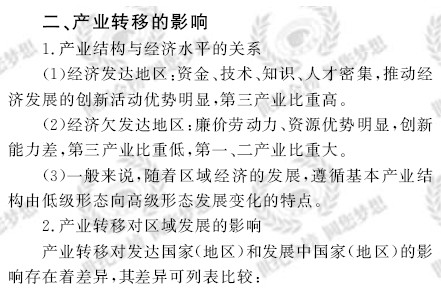 二、产业转移的影响
1.产业结构与经济水平的关系
(1)经济发达地区:资金、技术、知识、人才密集,推动经
济发展的创新活动优势明显,第三产业比重高。
(2)经济欠发达地区:廉价劳动力、资源优势明显,创新
能力差,第三产业比重低,第一、二产业比重大。
(3)一般来说,随着区域经济的发展,遵循基本产业结
构由低级形态向高级形态发展变化的特点。
2.产业转移对区域发展的影响
产业转移对发达国家(地区)和发展中国家(地区)的影
响存在着差异,其差异可列表比较: